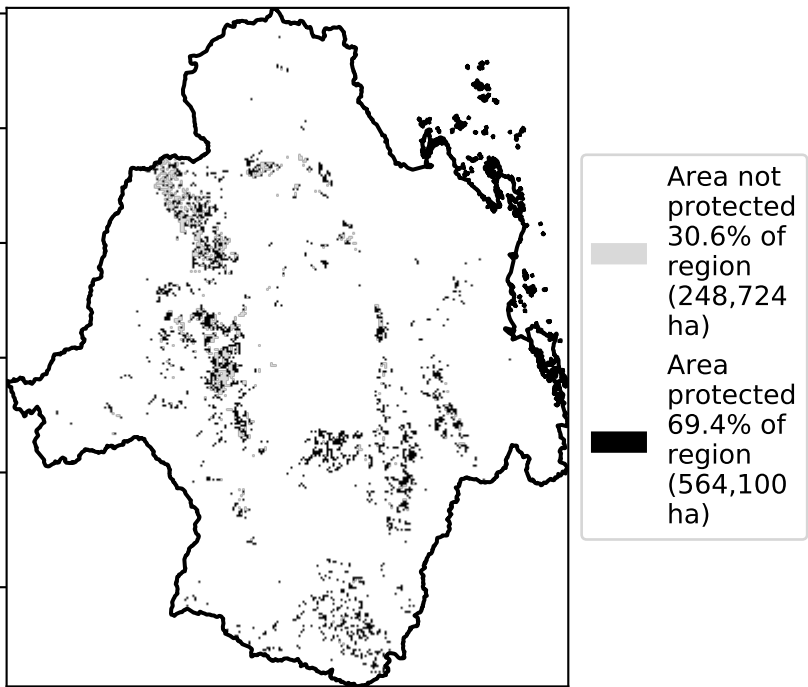 Area not
protected
30.6% of
region
(248,724
ha)
Area
protected
69.4% of
region
(564,100
ha)